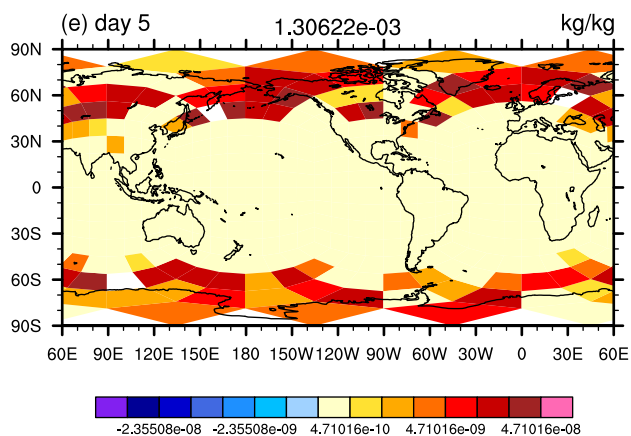 (e) day 5 1.30622e-03 kg/kg
90N
60N
30N
0
30S
60S
90S
60E 90E 120E 150E 180 150W 120W 90W 60W 30W 0 30E 60E
-2.35508e-08 -2.35508e-09 4.71016e-10 4.71016e-09 4.71016e-08